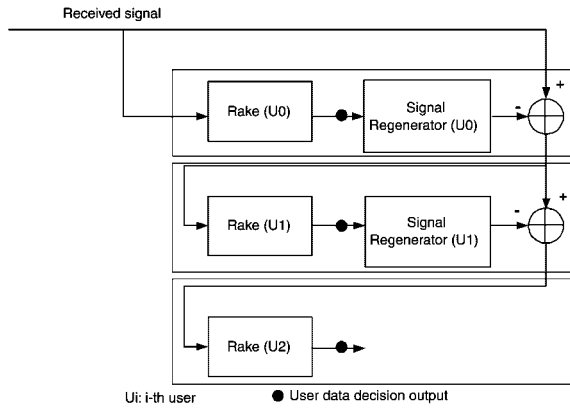 Received signal
+
Rake (U0)
Signal
Regenerator (U0)
-
+
Rake (U1)
Signal
Regenerator (U1)
-
Rake (U2)
Ui: i-th user
User data decision output